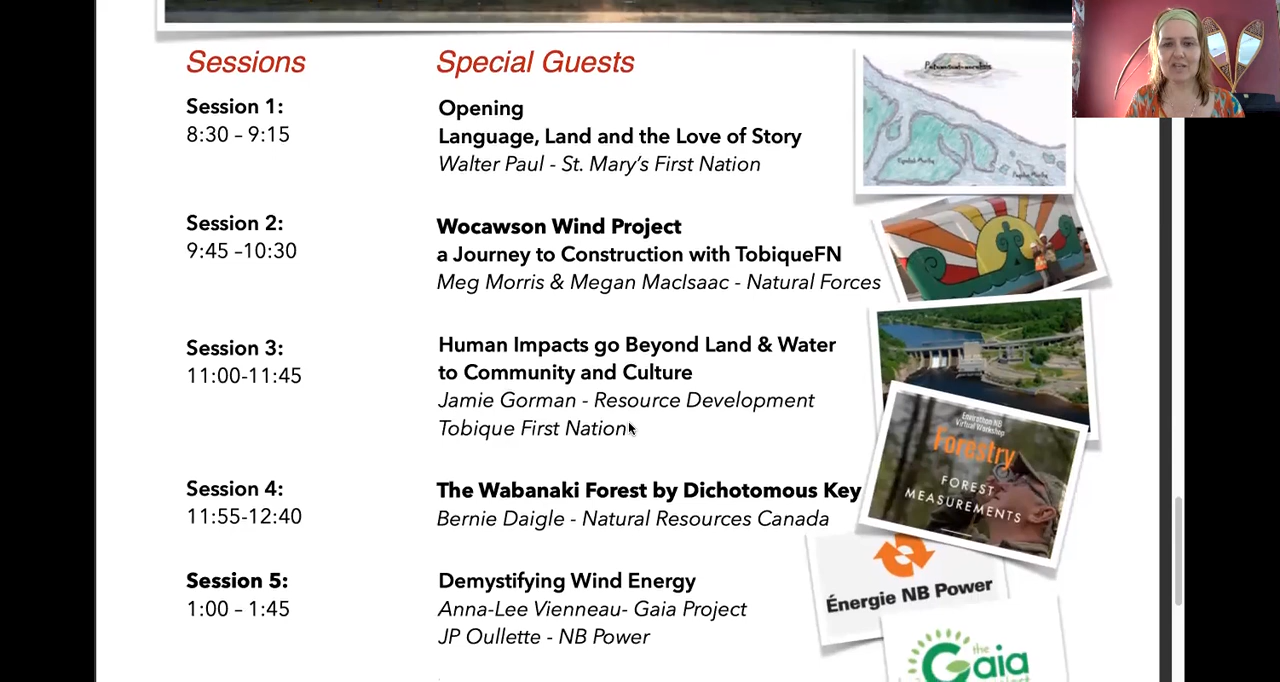 Sessions
Special Guests
Session 1:
8:30 – 9:15
Opening
Language, Land and the Love of Story
Walter Paul - St. Mary's First Nation
Session 2:
9:45 –10:30
Wocawson Wind Project
a Journey to Construction with TobiqueFN
Meg Morris & Megan MacIsaac - Natural Forces
Session 3:
11:00-11:45
Human Impacts go Beyond Land & Water
to Community and Culture
Jamie Gorman - Resource Development
Tobique First Nation
Session 4:
11:55-12:40
The Wabanaki Forest by Dichotomous Key
Bernie Daigle - Natural Resources Canada
Session 5:
1:00 – 1:45
Demystifying Wind Energy
Anna-Lee Vienneau- Gaia Project
JP Oullette - NB Power
Envirothon NB
Virtual Workshop
Forestry
FOREST
MEASUREMENTS
Énergie NB Power
the
Gaia